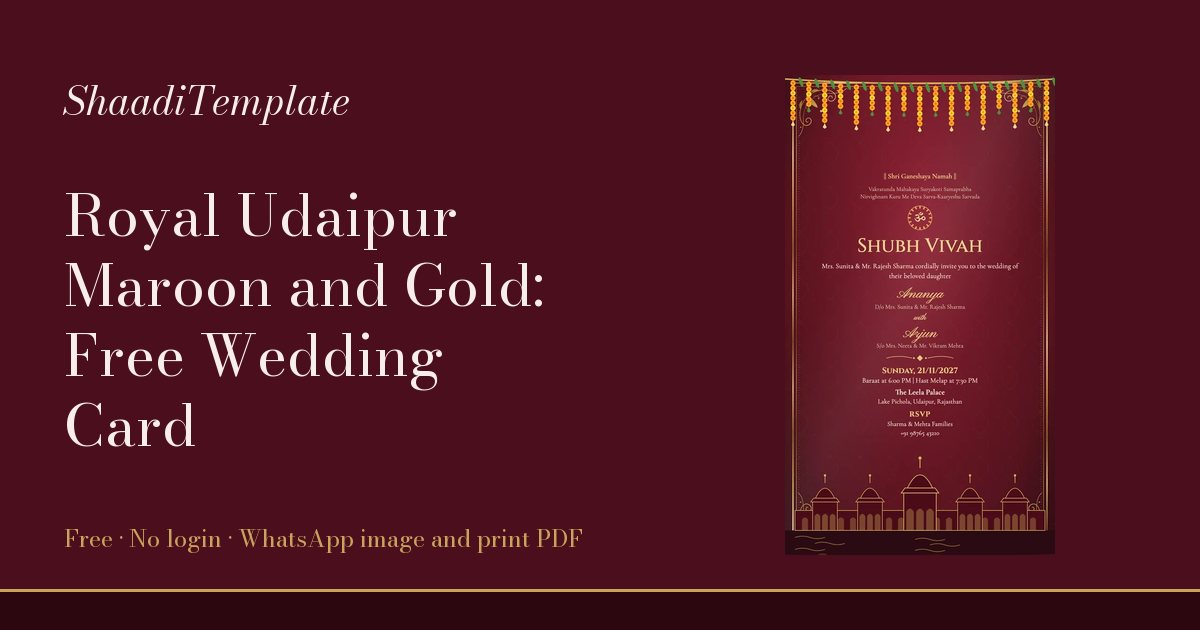 ShaadiTemplate
Royal Udaipur
Maroon and Gold:
Free Wedding
Card
Free · No login · WhatsApp image and print PDF
|| Shri Ganeshaya Namah ||
Vakratunda Mahakaya Suryakoti Samaprabha
Nirvighnam Kuru Me Deva Sarva-Kaaryeshu Sarvada
ॐ
SHUBH VIVAH
Mrs. Sunita & Mr. Rajesh Sharma cordially invite you to the wedding of
their beloved daughter
Ananya
D/o Mrs. Sunita & Mr. Rajesh Sharma
with
Arjun
S/o Mrs. Neeta & Mr. Vikram Mehta
SUNDAY, 21/11/2027
Baraat at 6:00 PM | Hast Melap at 7:30 PM
The Leela Palace
Lake Pichola, Udaipur, Rajasthan
RSVP
Sharma & Mehta Families
+91 98765 43210